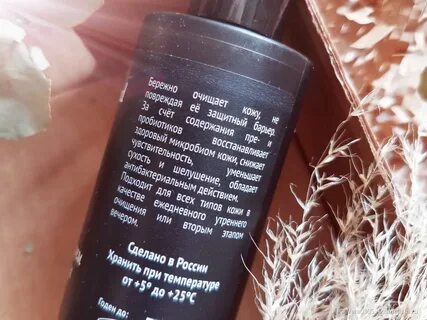 Бережно очищает кожу, не
повреждая её защитный барьер.
За счёт содержания пре- и
пробиотиков восстанавливает
здоровый микробиом кожи, снижает
чувствительность, уменьшает
сухость и шелушение, обладает
антибактериальным действием.
Подходит для всех типов кожи в
качестве ежедневного утреннего
очищения или вторым этапом
вечером.
Сделано в России
Хранить при температуре
от +5° до +25°С
Годен до: